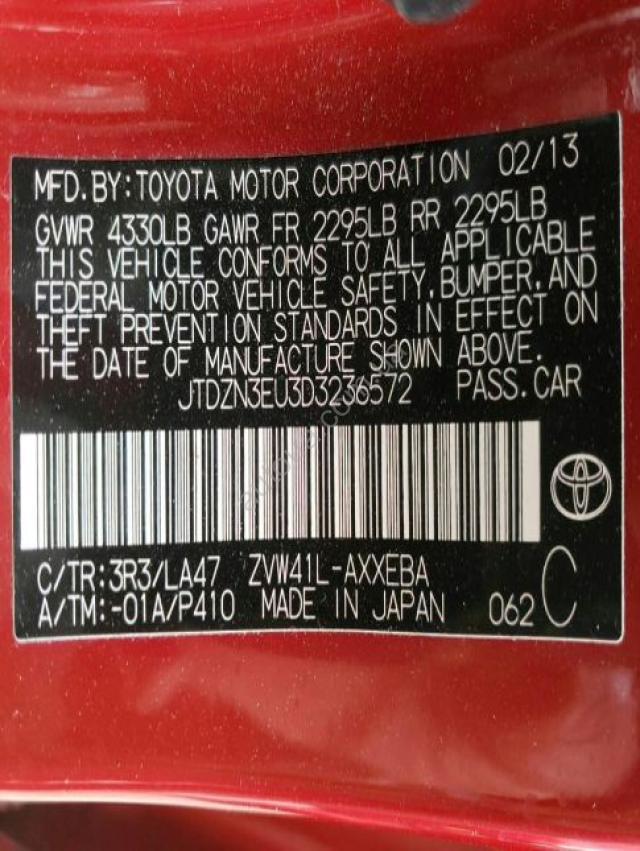 MFD.BY:TOYOTA MOTOR CORPORATION 02/13
GVWR 4330LB GAWR FR 2295LB RR 2295LB
THIS VEHICLE CONFORMS TO ALL APPLICABLE
FEDERAL MOTOR VEHICLE SAFETY,BUMPER,AND
THEFT PREVENTION STANDARDS IN EFFECT ON
THE DATE OF MANUFACTURE SHOWN ABOVE.
JTDZN3EU3D3236572 PASS.CAR
C/TR:3R3/LA47 ZVW41L-AXXEBA
A/TM:-01A/P410 MADE IN JAPAN 062 C